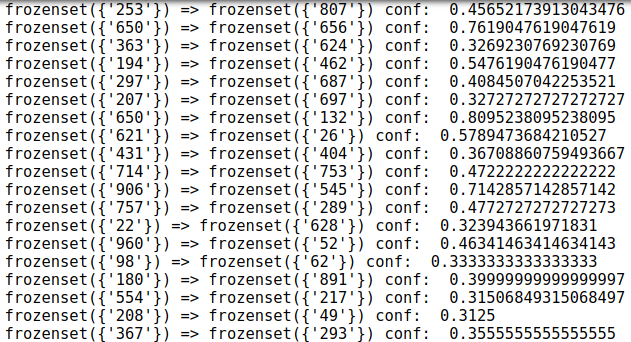 frozenset({'253'}) => frozenset({'807'}) conf:  0.45652173913043476
frozenset({'650'}) => frozenset({'656'}) conf:  0.7619047619047619
frozenset({'363'}) => frozenset({'624'}) conf:  0.3269230769230769
frozenset({'194'}) => frozenset({'462'}) conf:  0.5476190476190477
frozenset({'297'}) => frozenset({'687'}) conf:  0.4084507042253521
frozenset({'207'}) => frozenset({'697'}) conf:  0.32727272727272727
frozenset({'650'}) => frozenset({'132'}) conf:  0.8095238095238095
frozenset({'621'}) => frozenset({'26'}) conf:  0.5789473684210527
frozenset({'431'}) => frozenset({'404'}) conf:  0.36708860759493667
frozenset({'714'}) => frozenset({'753'}) conf:  0.4722222222222222
frozenset({'906'}) => frozenset({'545'}) conf:  0.7142857142857142
frozenset({'757'}) => frozenset({'289'}) conf:  0.4772727272727273
frozenset({'22'}) => frozenset({'628'}) conf:  0.323943661971831
frozenset({'960'}) => frozenset({'52'}) conf:  0.46341463414634143
frozenset({'98'}) => frozenset({'62'}) conf:  0.3333333333333333
frozenset({'180'}) => frozenset({'891'}) conf:  0.39999999999999997
frozenset({'554'}) => frozenset({'217'}) conf:  0.31506849315068497
frozenset({'208'}) => frozenset({'49'}) conf:  0.3125
frozenset({'367'}) => frozenset({'293'}) conf:  0.3555555555555555